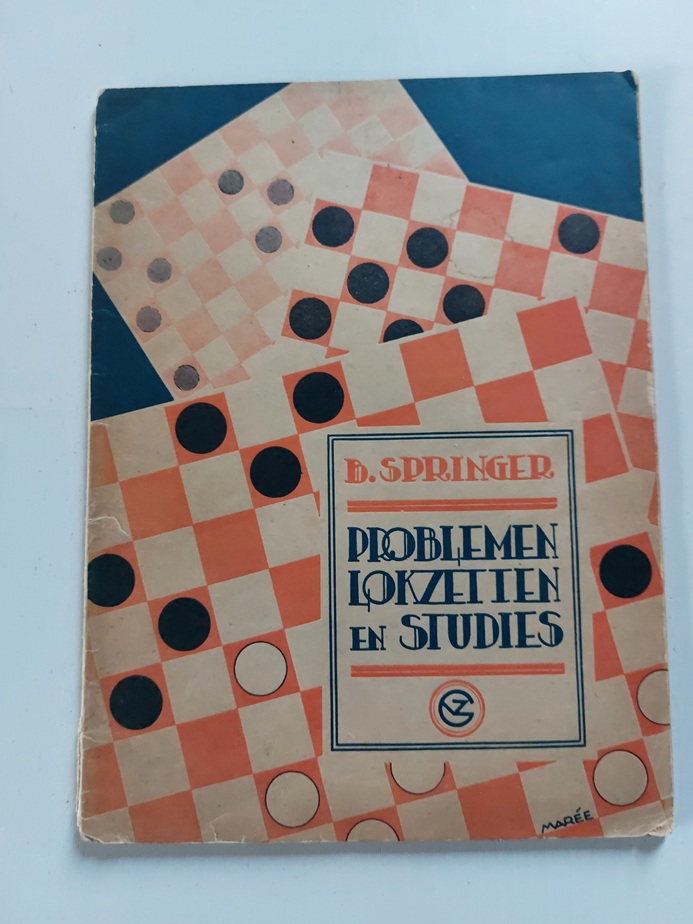 B. SPRINGER
PROBLEMEN
LOKZETTEN
EN STUDIES
MARÉE